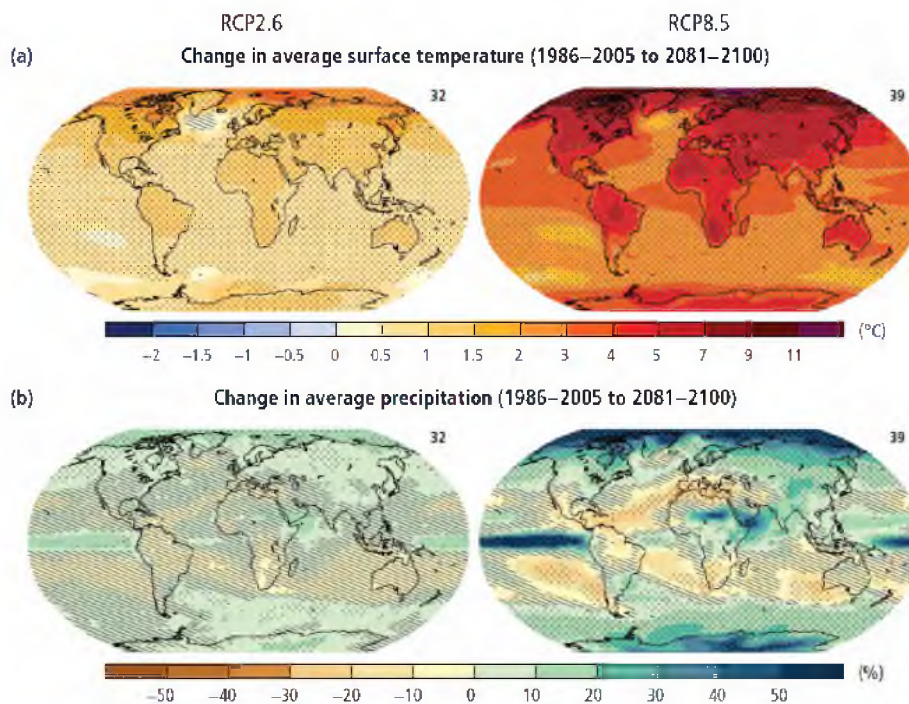 RCP2.6 RCP8.5
(a) Change in average surface temperature (1986–2005 to 2081–2100)
32 39
−2 −1.5 −1 −0.5 0 0.5 1 1.5 2 3 4 5 7 9 11 (°C)
(b) Change in average precipitation (1986–2005 to 2081–2100)
32 39
−50 −40 −30 −20 −10 0 10 20 30 40 50 (%)